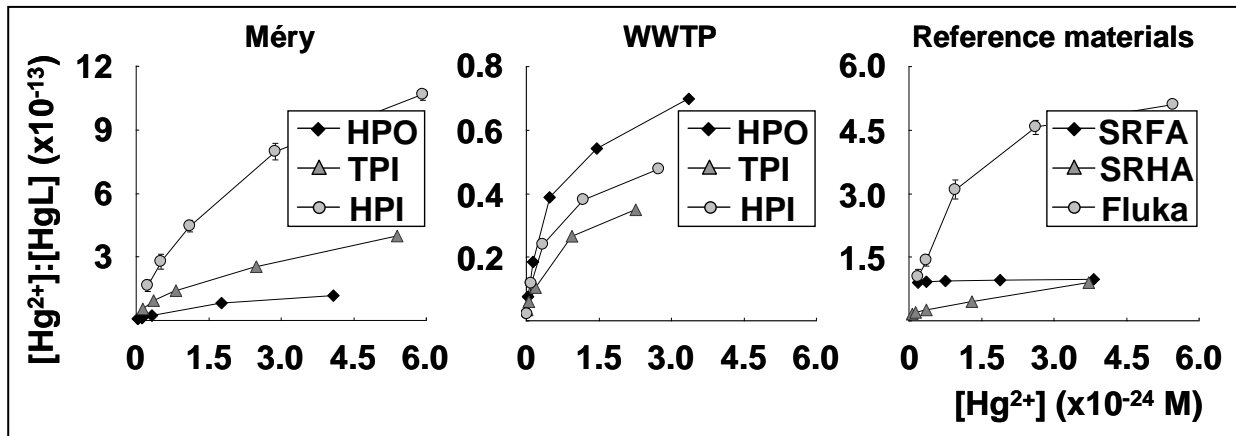 Méry
WWTP
Reference materials
[Hg²⁺]:[HgL] (x10⁻¹³)
12
9
6
3
0 1.5 3.0 4.5 6.0
HPO
TPI
HPI
0.8
0.6
0.4
0.2
0 1.5 3.0 4.5 6.0
HPO
TPI
HPI
6.0
4.5
3.0
1.5
0 1.5 3.0 4.5 6.0
SRFA
SRHA
Fluka
[Hg²⁺] (x10⁻²⁴ M)